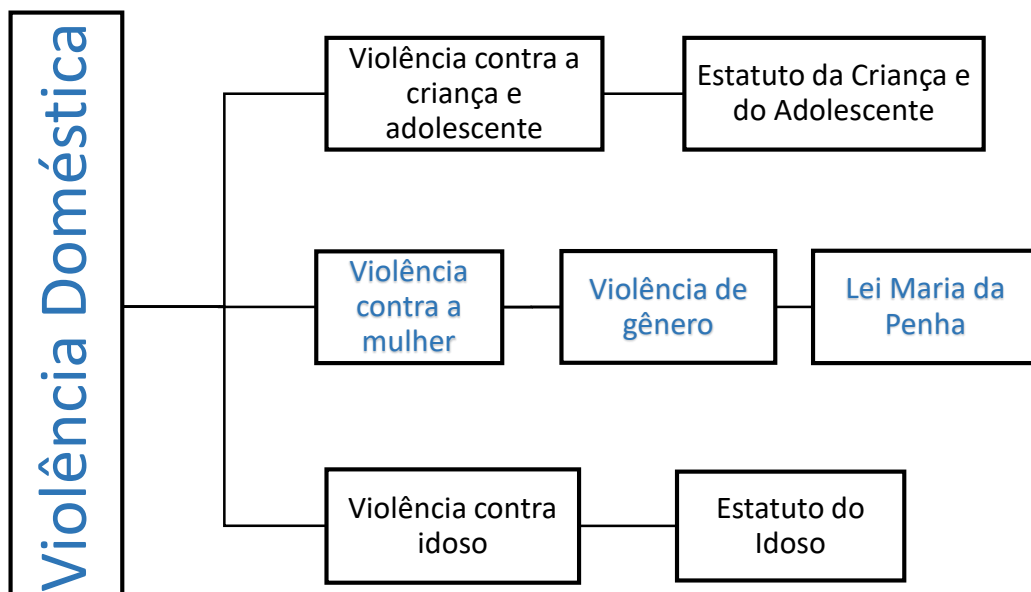 Violência Doméstica
Violência contra a
criança e
adolescente
Estatuto da Criança e
do Adolescente
Violência
contra a
mulher
Violência de
gênero
Lei Maria da
Penha
Violência contra
idoso
Estatuto do
Idoso